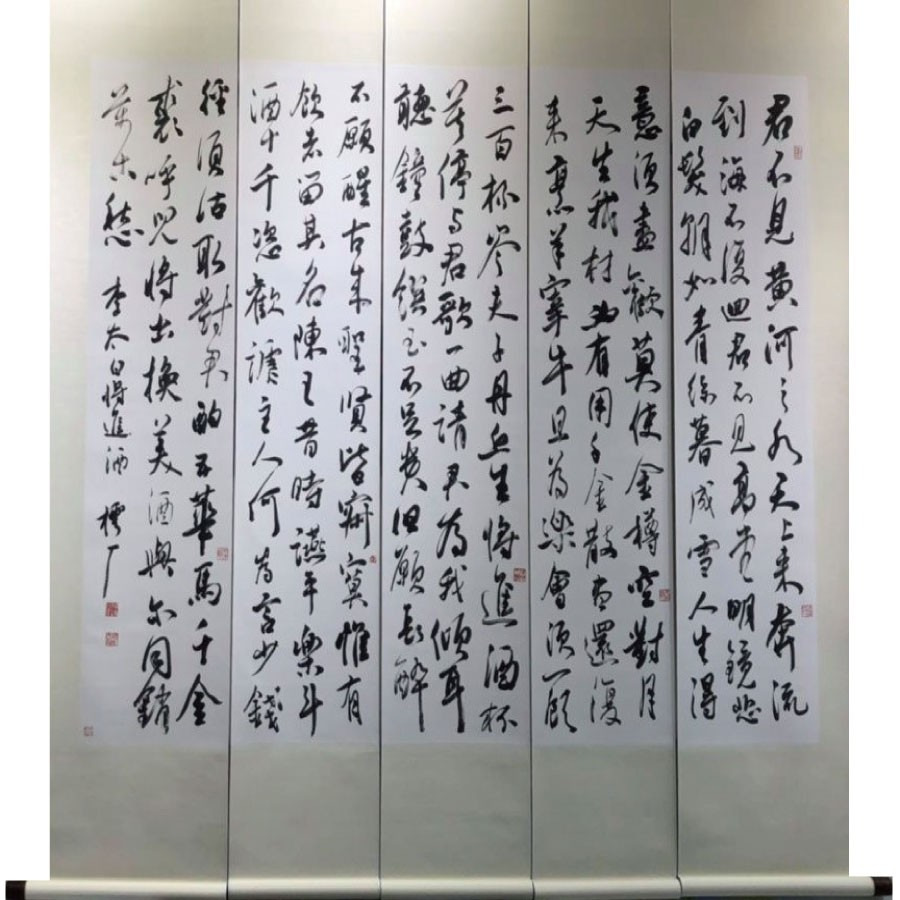 君不見黃河之水天上來奔流
到海不復迴君不見高堂明鏡悲
白髮朝如青絲暮成雪人生得
意須盡歡莫使金樽空對月
天生我材必有用千金散盡還復
來烹羊宰牛且為樂會須一飲
三百杯岑夫子丹丘生將進酒杯
莫停與君歌一曲請君為我傾耳
聽鐘鼓饌玉不足貴但願長醉
不願醒古來聖賢皆寂寞惟有
飲者留其名陳王昔時讌平樂斗
酒十千恣歡謔主人何為言少錢
徑須沽取對君酌五華馬千金
裘呼兒將出換美酒與爾同銷
萬古愁 李太白將進酒